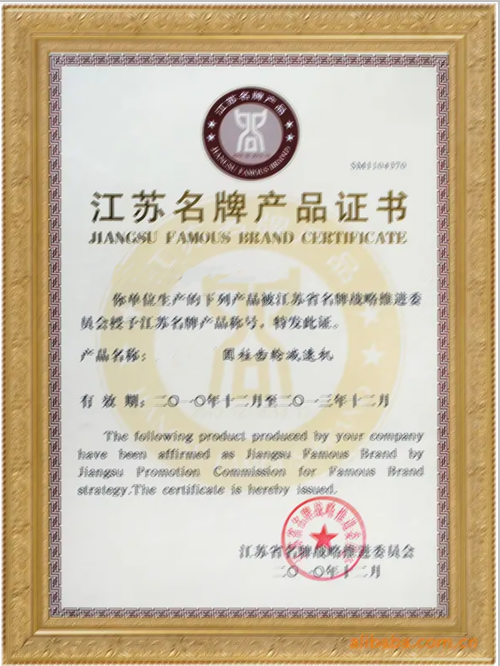 江苏名牌产品
JIANGSU FAMOUS BRANDS
江苏名牌产品证书
JIANGSU FAMOUS BRAND CERTIFICATE
你单位生产的下列产品被江苏省名牌战略推进委
员会授予江苏名牌产品称号，特发此证。
产品名称： 圆柱齿轮减速机
有 效 期：二〇一〇年十二月至二〇一三年十二月
The following product produced by your company
have been affirmed as Jiangsu Famous Brand by
Jiangsu Promotion Commission for Famous Brand
strategy.The certificate is hereby issued.
江苏省名牌战略推进委员会
二〇一〇年十二月